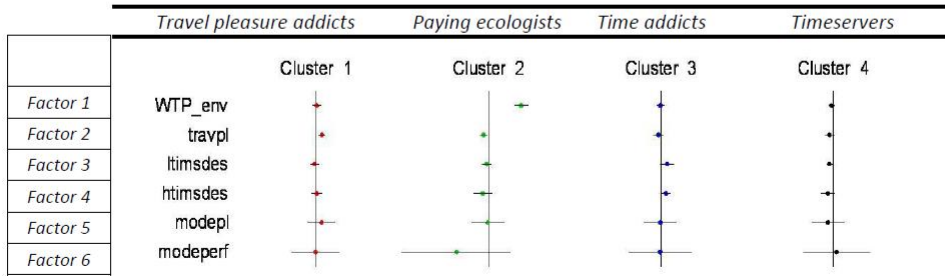 Travel pleasure addicts Paying ecologists Time addicts Timeservers
Cluster 1 Cluster 2 Cluster 3 Cluster 4
Factor 1 WTP_env
Factor 2 travpl
Factor 3 ltimsdes
Factor 4 htimsdes
Factor 5 modepl
Factor 6 modeperf